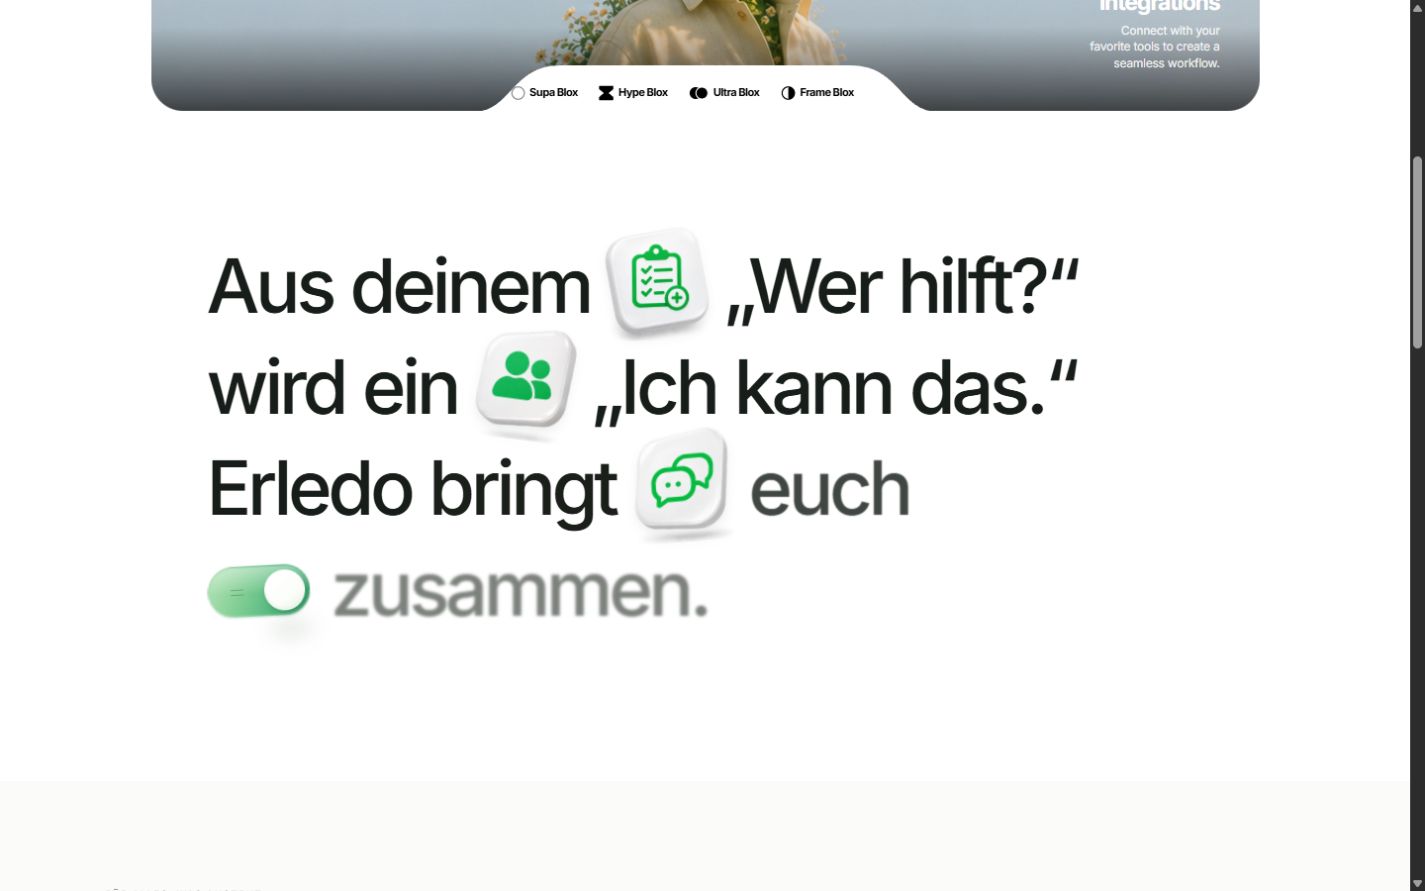 Integrations
Connect with your
favorite tools to create a
seamless workflow.
Supa Blox Hype Blox Ultra Blox Frame Blox
Aus deinem „Wer hilft?“
wird ein „Ich kann das.“
Erledo bringt euch
zusammen.